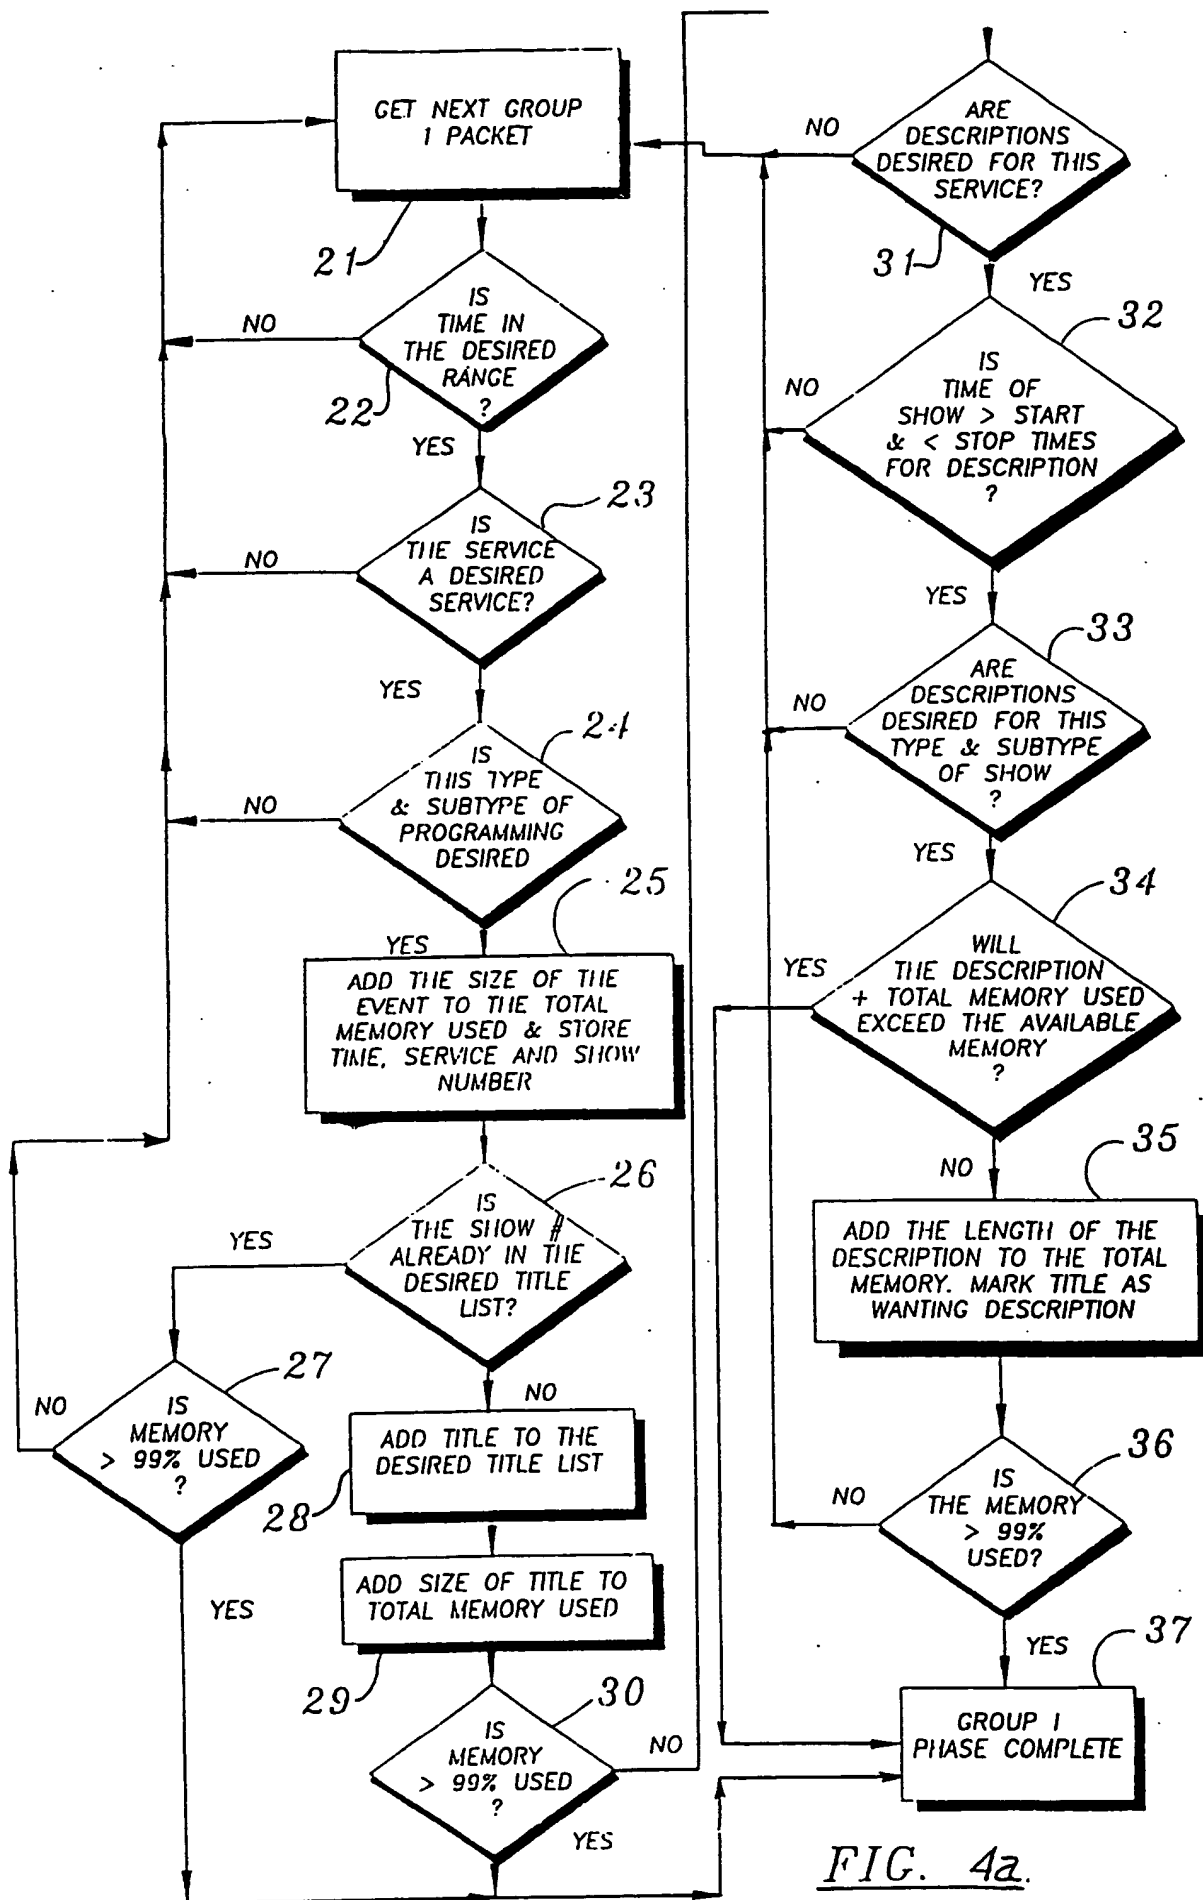 GET NEXT GROUP
1 PACKET
21
IS
TIME IN
THE DESIRED
RANGE
?
22
NO
YES
23
IS
THE SERVICE
A DESIRED
SERVICE?
NO
YES
24
IS
THIS TYPE
& SUBTYPE OF
PROGRAMMING
DESIRED
NO
YES
25
ADD THE SIZE OF THE
EVENT TO THE TOTAL
MEMORY USED & STORE
TIME, SERVICE AND SHOW
NUMBER
26
IS
THE SHOW #
ALREADY IN THE
DESIRED TITLE
LIST?
YES
NO
27
IS
MEMORY
> 99% USED
?
NO
YES
ADD TITLE TO THE
DESIRED TITLE LIST
28
ADD SIZE OF TITLE TO
TOTAL MEMORY USED
29
30
IS
MEMORY
> 99% USED
?
NO
YES
ARE
DESCRIPTIONS
DESIRED FOR THIS
SERVICE?
31
NO
YES
32
IS
TIME OF
SHOW > START
& < STOP TIMES
FOR DESCRIPTION
?
NO
YES
33
ARE
DESCRIPTIONS
DESIRED FOR THIS
TYPE & SUBTYPE
OF SHOW
?
NO
YES
34
WILL
THE DESCRIPTION
+ TOTAL MEMORY USED
EXCEED THE AVAILABLE
MEMORY
?
YES
NO
35
ADD THE LENGTH OF THE
DESCRIPTION TO THE TOTAL
MEMORY. MARK TITLE AS
WANTING DESCRIPTION
36
IS
THE MEMORY
> 99%
USED?
NO
YES
37
GROUP 1
PHASE COMPLETE
FIG. 4a.